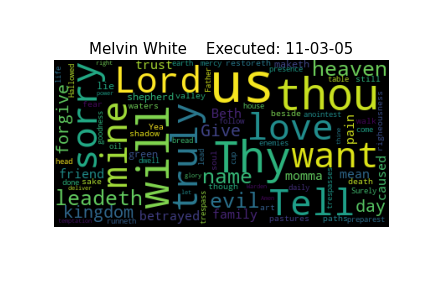 Melvin White    Executed: 11-03-05
right
trust
earth
mercy
restoreth
maketh
presence
heaven
life
Hallowed
fear
power
lie
Lord
Father
us
thou
table
still
shepherd
valley
house
anointest
forgive
sorry
mine
will
truly
waters
goodness
shadow
Yea
Beth
Give
follow
beside
love
pain
walk
come
righteousness
enemies
head
oil
green
dwell
bread
lead
soul
cup
Thy
want
friend
done
sake
deliver
name
though
glory
momma
daily
mean
death
Surely
caused
leadeth
evil
Tell
day
trespasses
kingdom
betrayed
trespass
family
art
let
pastures
paths
preparest
temptation
runneth